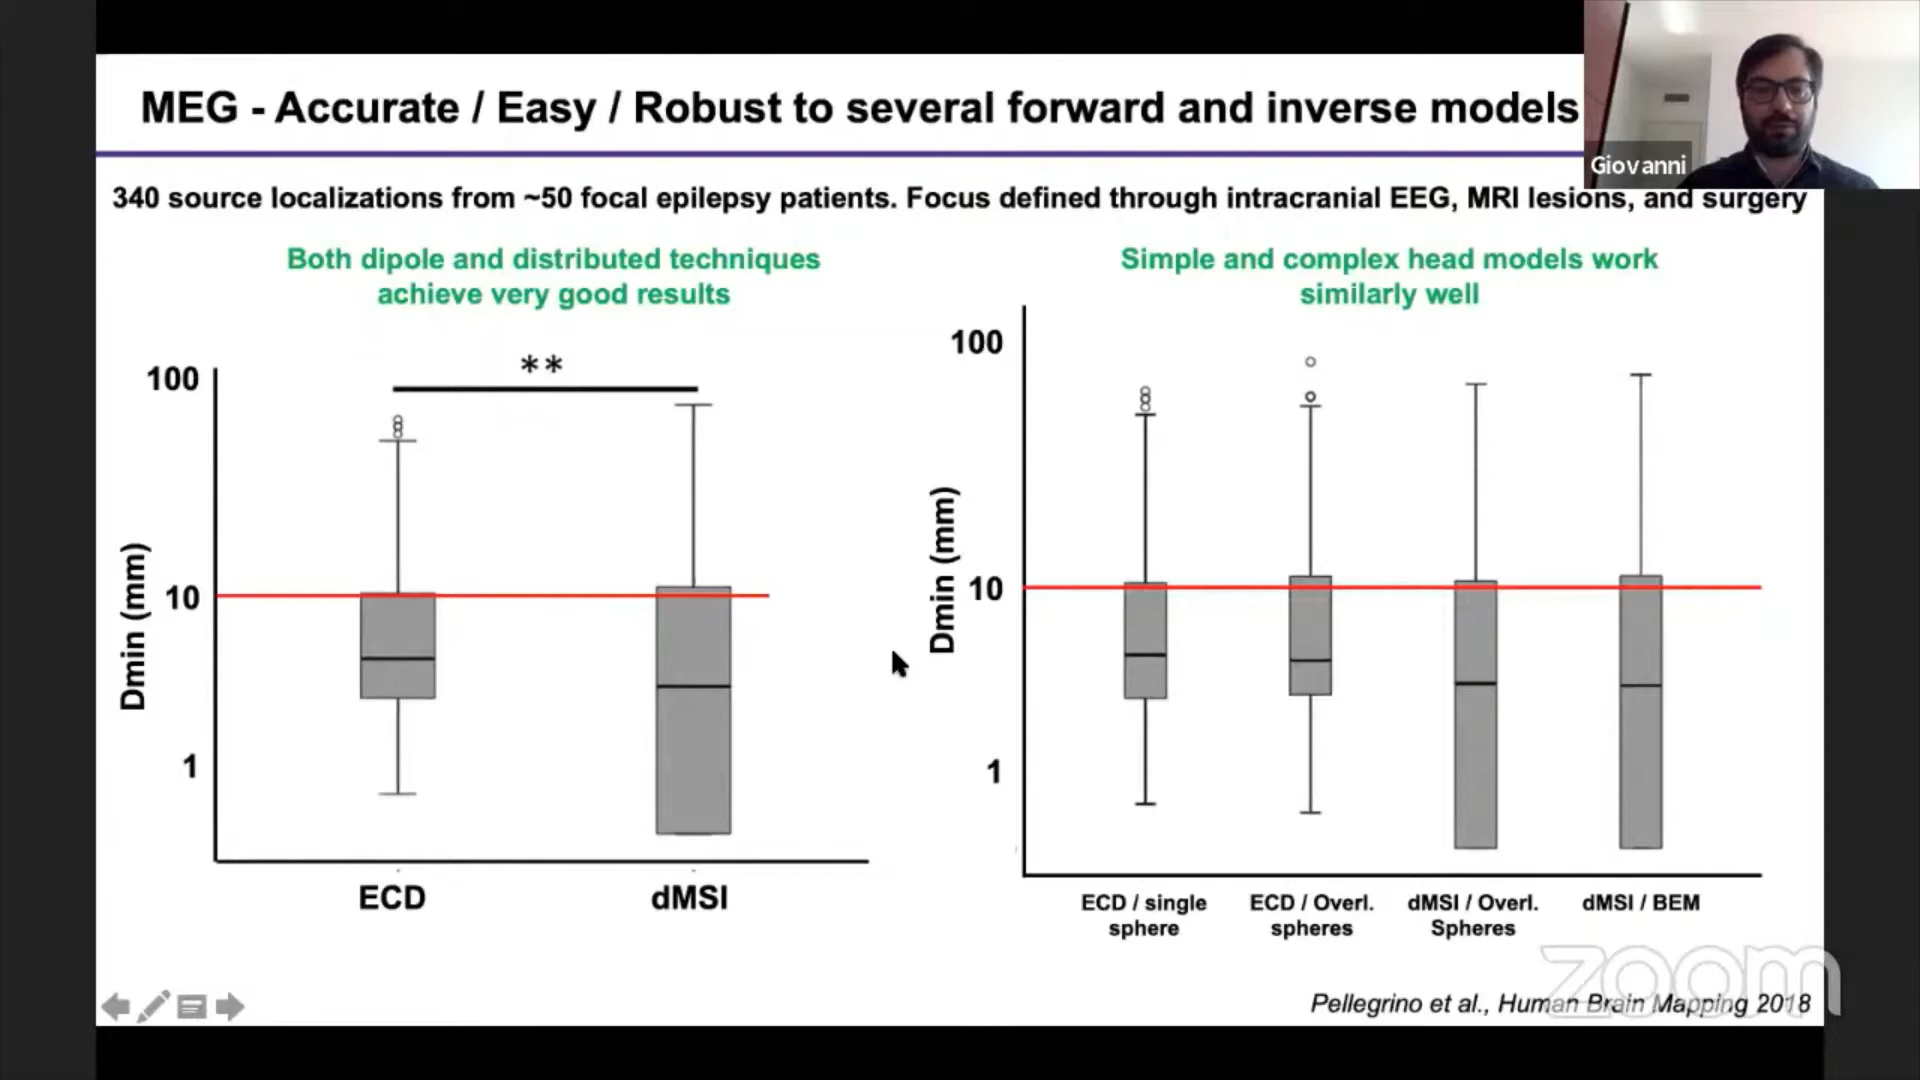 MEG - Accurate / Easy / Robust to several forward and inverse models
Giovanni
340 source localizations from ~50 focal epilepsy patients. Focus defined through intracranial EEG, MRI lesions, and surgery
Both dipole and distributed techniques
achieve very good results
**
100
10
1
Dmin (mm)
ECD
dMSI
Simple and complex head models work
similarly well
100
10
1
Dmin (mm)
ECD / single
sphere
ECD / Overl.
spheres
dMSI / Overl.
Spheres
dMSI / BEM
zoom
Pellegrino et al., Human Brain Mapping 2018